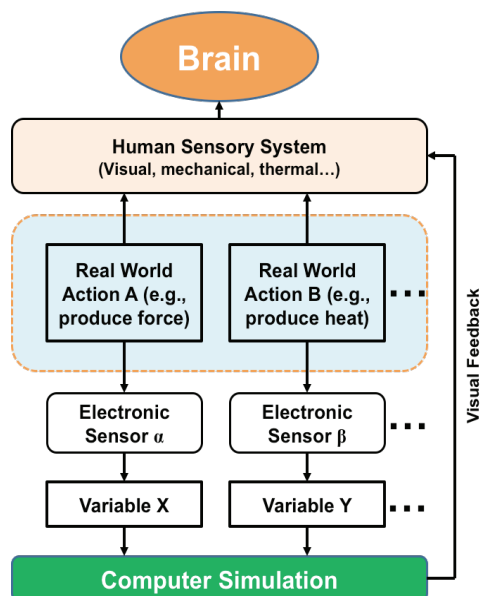 Brain
Human Sensory System
(Visual, mechanical, thermal…)
Real World
Action A (e.g.,
produce force)
Real World
Action B (e.g.,
produce heat)
...
Electronic
Sensor α
Electronic
Sensor β
...
Variable X
Variable Y
...
Computer Simulation
Visual Feedback